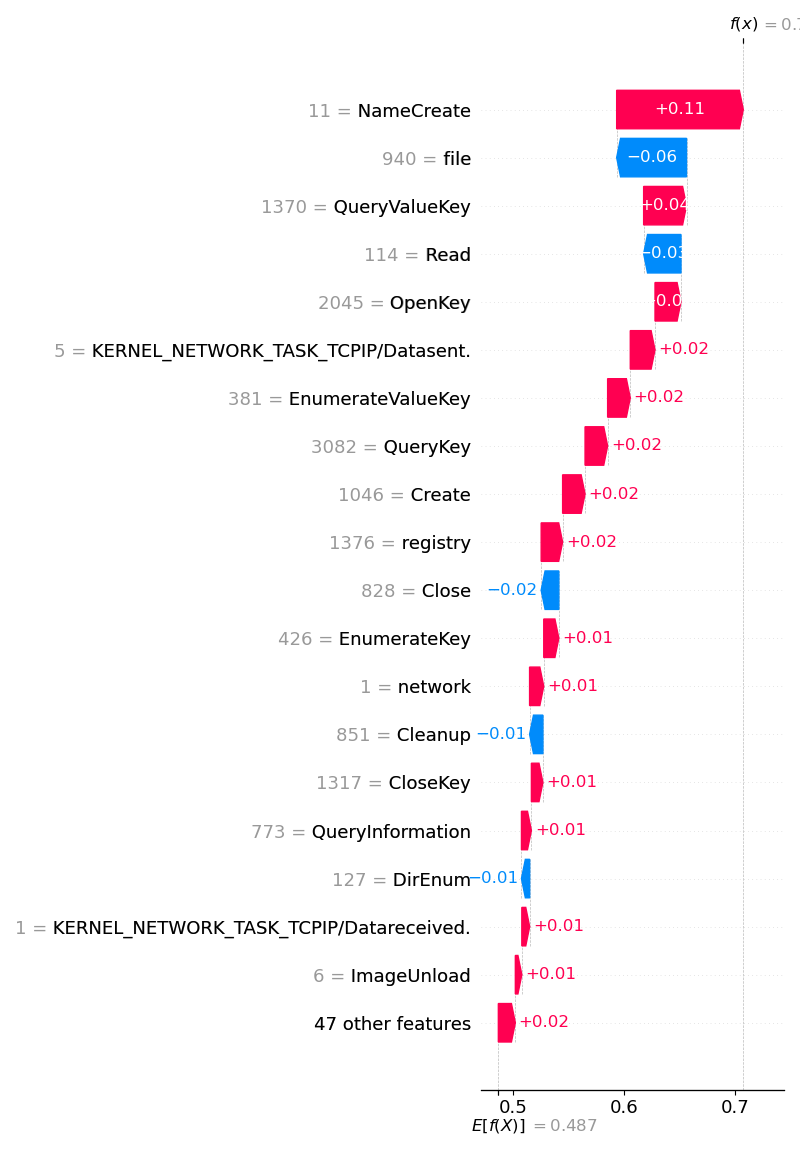 f(x) = 0.7
11 = NameCreate +0.11
940 = file −0.06
1370 = QueryValueKey +0.04
114 = Read −0.03
2045 = OpenKey
5 = KERNEL_NETWORK_TASK_TCPIP/Datasent. +0.02
381 = EnumerateValueKey +0.02
3082 = QueryKey +0.02
1046 = Create +0.02
1376 = registry +0.02
828 = Close −0.02
426 = EnumerateKey +0.01
1 = network +0.01
851 = Cleanup −0.01
1317 = CloseKey +0.01
773 = QueryInformation +0.01
127 = DirEnum −0.01
1 = KERNEL_NETWORK_TASK_TCPIP/Datareceived. +0.01
6 = ImageUnload +0.01
47 other features +0.02
0.5 0.6 0.7
E[f(X)] = 0.487